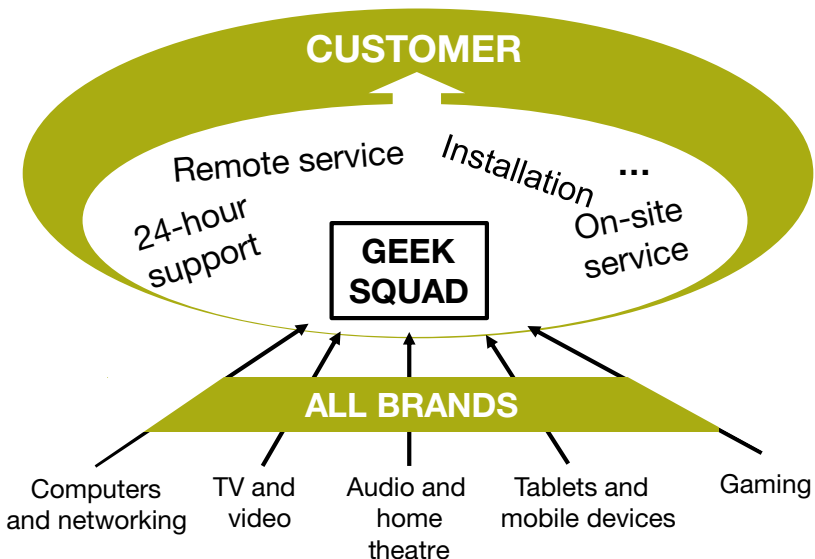 CUSTOMER
Remote service
Installation
...
24-hour
support
On-site
service
GEEK
SQUAD
ALL BRANDS
Computers
and networking
TV and
video
Audio and
home
theatre
Tablets and
mobile devices
Gaming